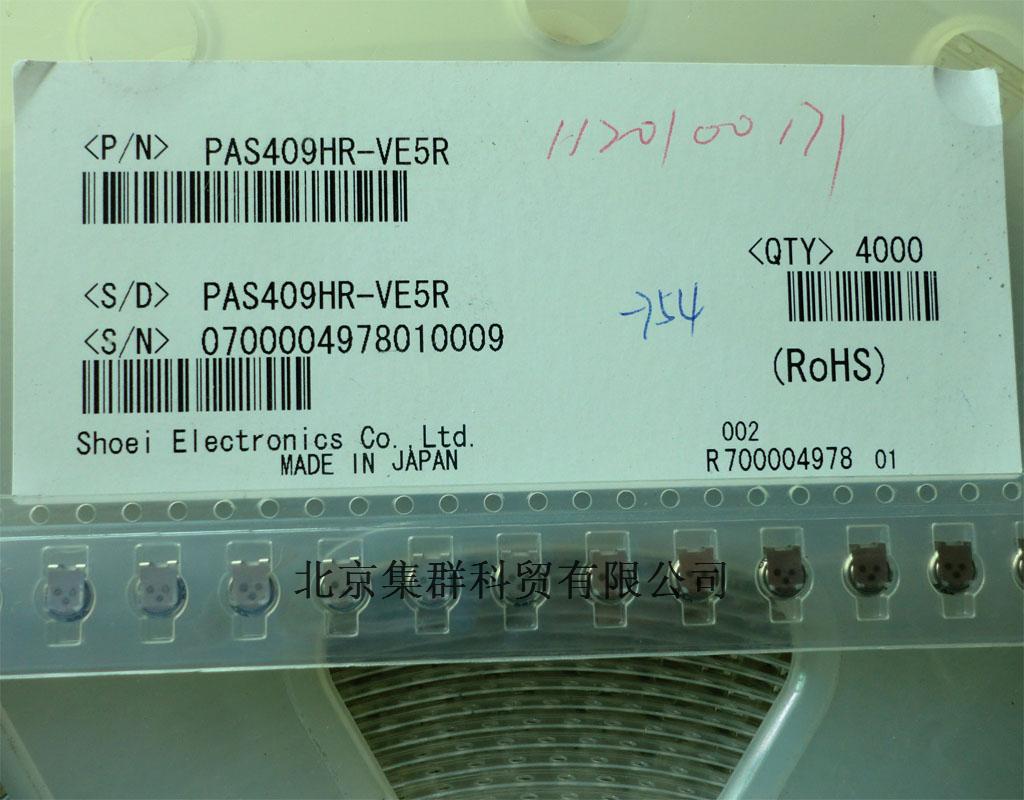 <P/N> PAS409HR-VE5R
H20100171
<QTY> 4000
<S/D> PAS409HR-VE5R
<S/N> 0700004978010009
754
(RoHS)
Shoei Electronics Co.,Ltd.
MADE IN JAPAN
002
R700004978 01
北京集群科贸有限公司